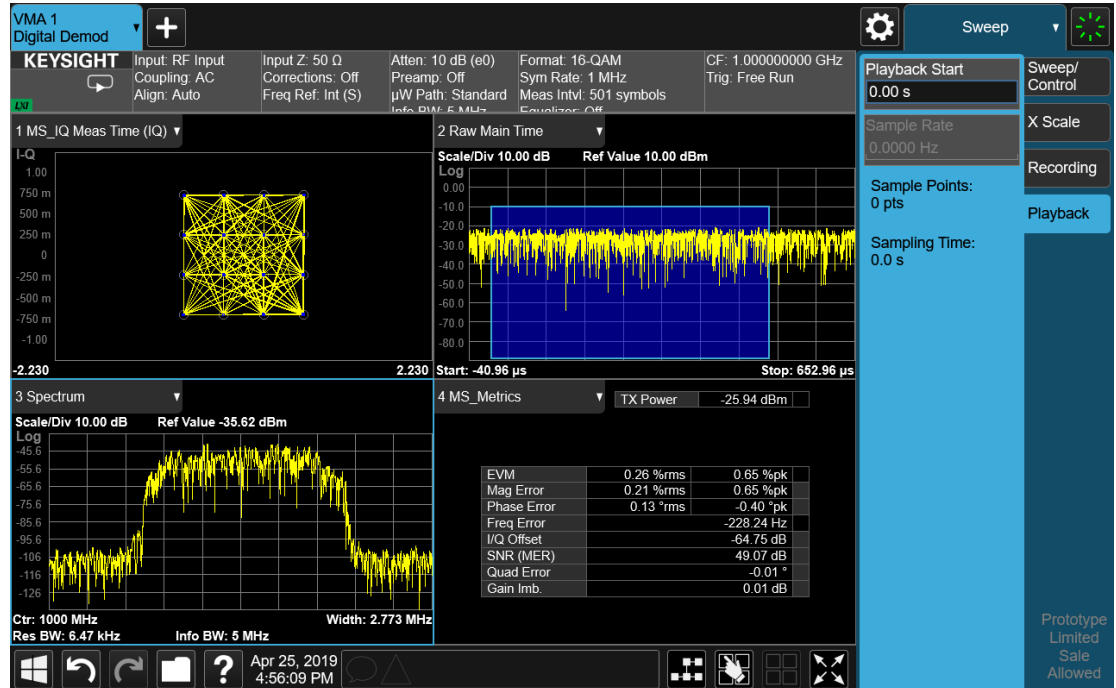 VMA 1
Digital Demod
Sweep
KEYSIGHT
LXI
Input: RF Input
Coupling: AC
Align: Auto
Input Z: 50 Ω
Corrections: Off
Freq Ref: Int (S)
Atten: 10 dB (e0)
Preamp: Off
µW Path: Standard
Info BW: 5 MHz
Format: 16-QAM
Sym Rate: 1 MHz
Meas Intvl: 501 symbols
Equalizer: Off
CF: 1.000000000 GHz
Trig: Free Run
1 MS_IQ Meas Time (IQ)
I-Q
1.00
750 m
500 m
250 m
0
-250 m
-500 m
-750 m
-1.00
-2.230
2.230
2 Raw Main Time
Scale/Div 10.00 dB
Ref Value 10.00 dBm
Log
0.00
-10.0
-20.0
-30.0
-40.0
-50.0
-60.0
-70.0
-80.0
Start: -40.96 µs
Stop: 652.96 µs
3 Spectrum
Scale/Div 10.00 dB
Ref Value -35.62 dBm
Log
-45.6
-55.6
-65.6
-75.6
-85.6
-95.6
-106
-116
-126
Ctr: 1000 MHz
Width: 2.773 MHz
Res BW: 6.47 kHz
Info BW: 5 MHz
4 MS_Metrics
TX Power -25.94 dBm
EVM 0.26 %rms 0.65 %pk
Mag Error 0.21 %rms 0.65 %pk
Phase Error 0.13 °rms -0.40 °pk
Freq Error -228.24 Hz
I/Q Offset -64.75 dB
SNR (MER) 49.07 dB
Quad Error -0.01 °
Gain Imb. 0.01 dB
Playback Start
0.00 s
Sample Rate
0.0000 Hz
Sample Points:
0 pts
Sampling Time:
0.0 s
Sweep/
Control
X Scale
Recording
Playback
Prototype
Limited
Sale
Allowed
?
Apr 25, 2019
4:56:09 PM